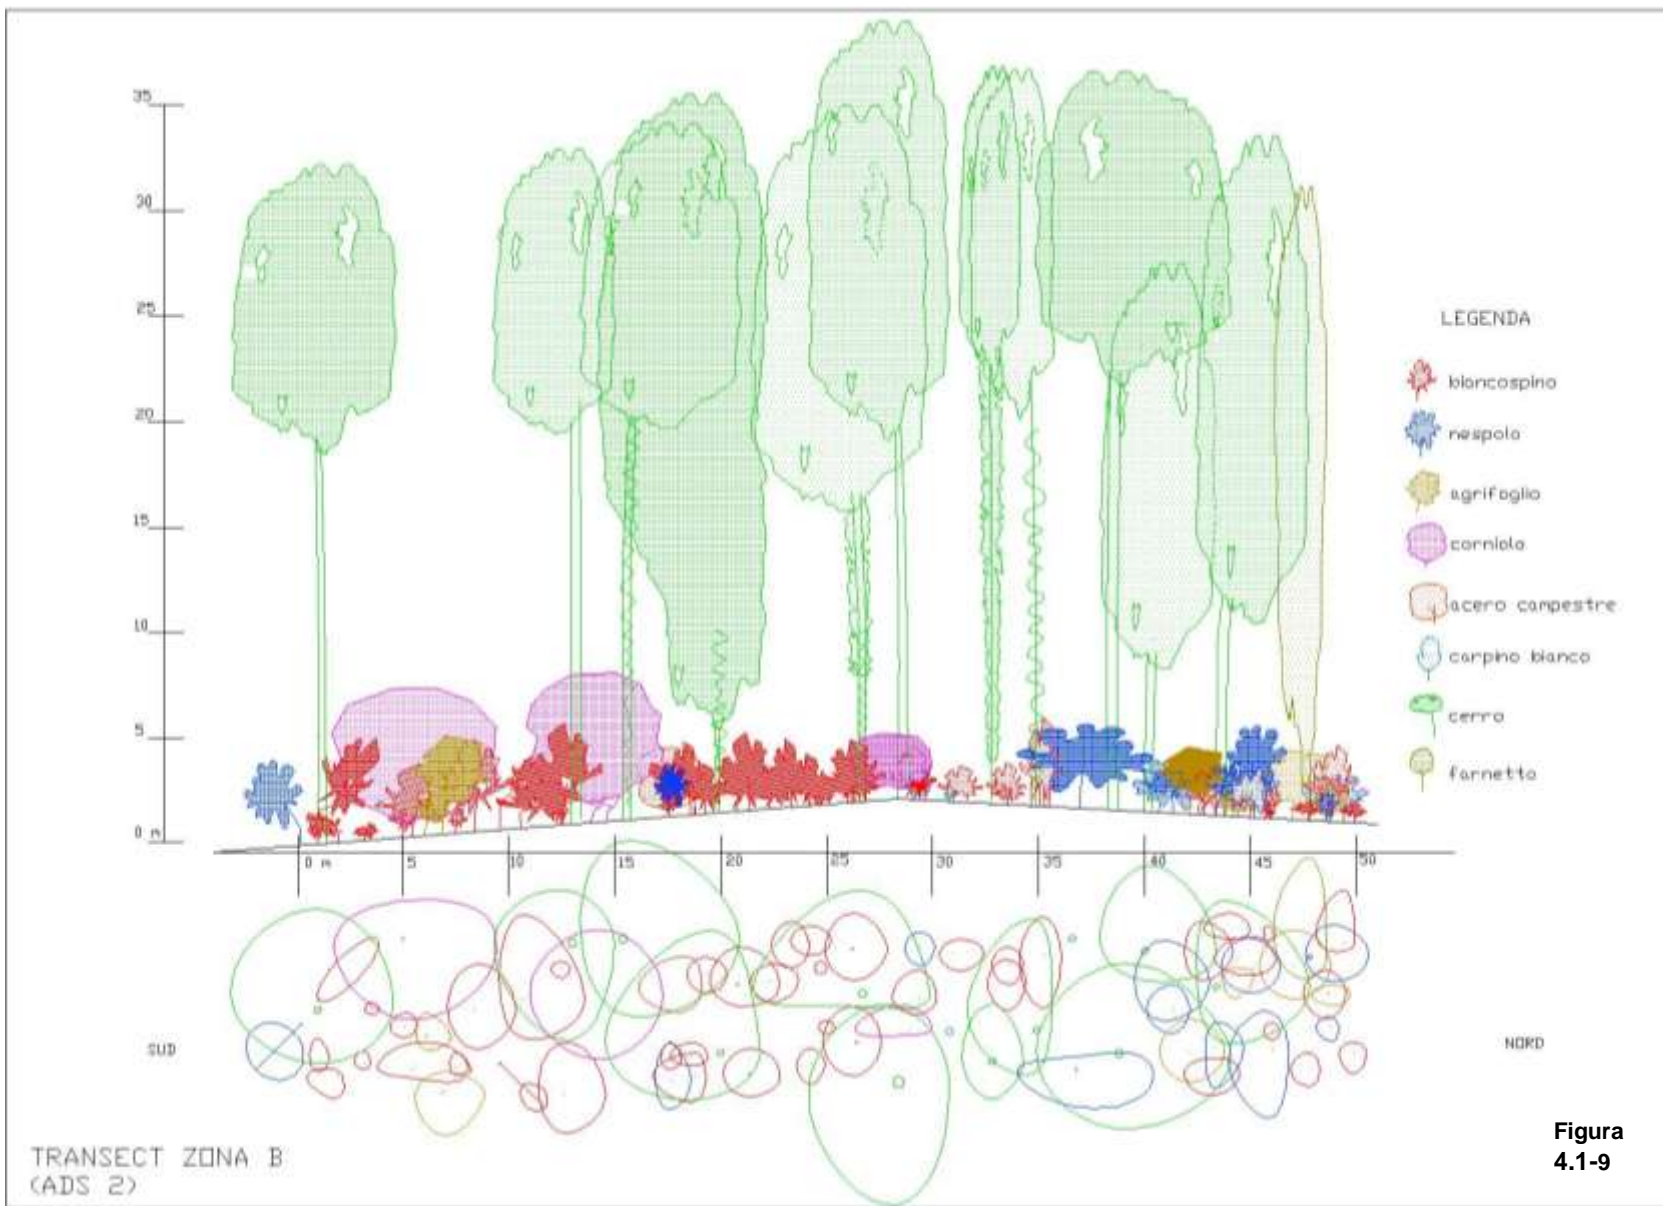 35
30
25
20
15
10
5
0 m
0 m 5 10 15 20 25 30 35 40 45 50
LEGENDA
biancospino
nespolo
agrifoglio
corniolo
acero campestre
carpino bianco
cerro
farnetto
SUD
NORD
TRANSECT ZONA B
(ADS 2)
Figura
4.1-9